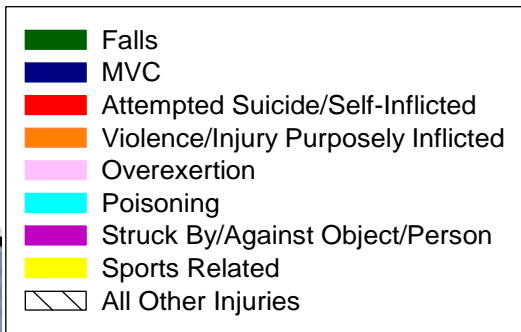 Falls
MVC
Attempted Suicide/Self-Inflicted
Violence/Injury Purposely Inflicted
Overexertion
Poisoning
Struck By/Against Object/Person
Sports Related
All Other Injuries